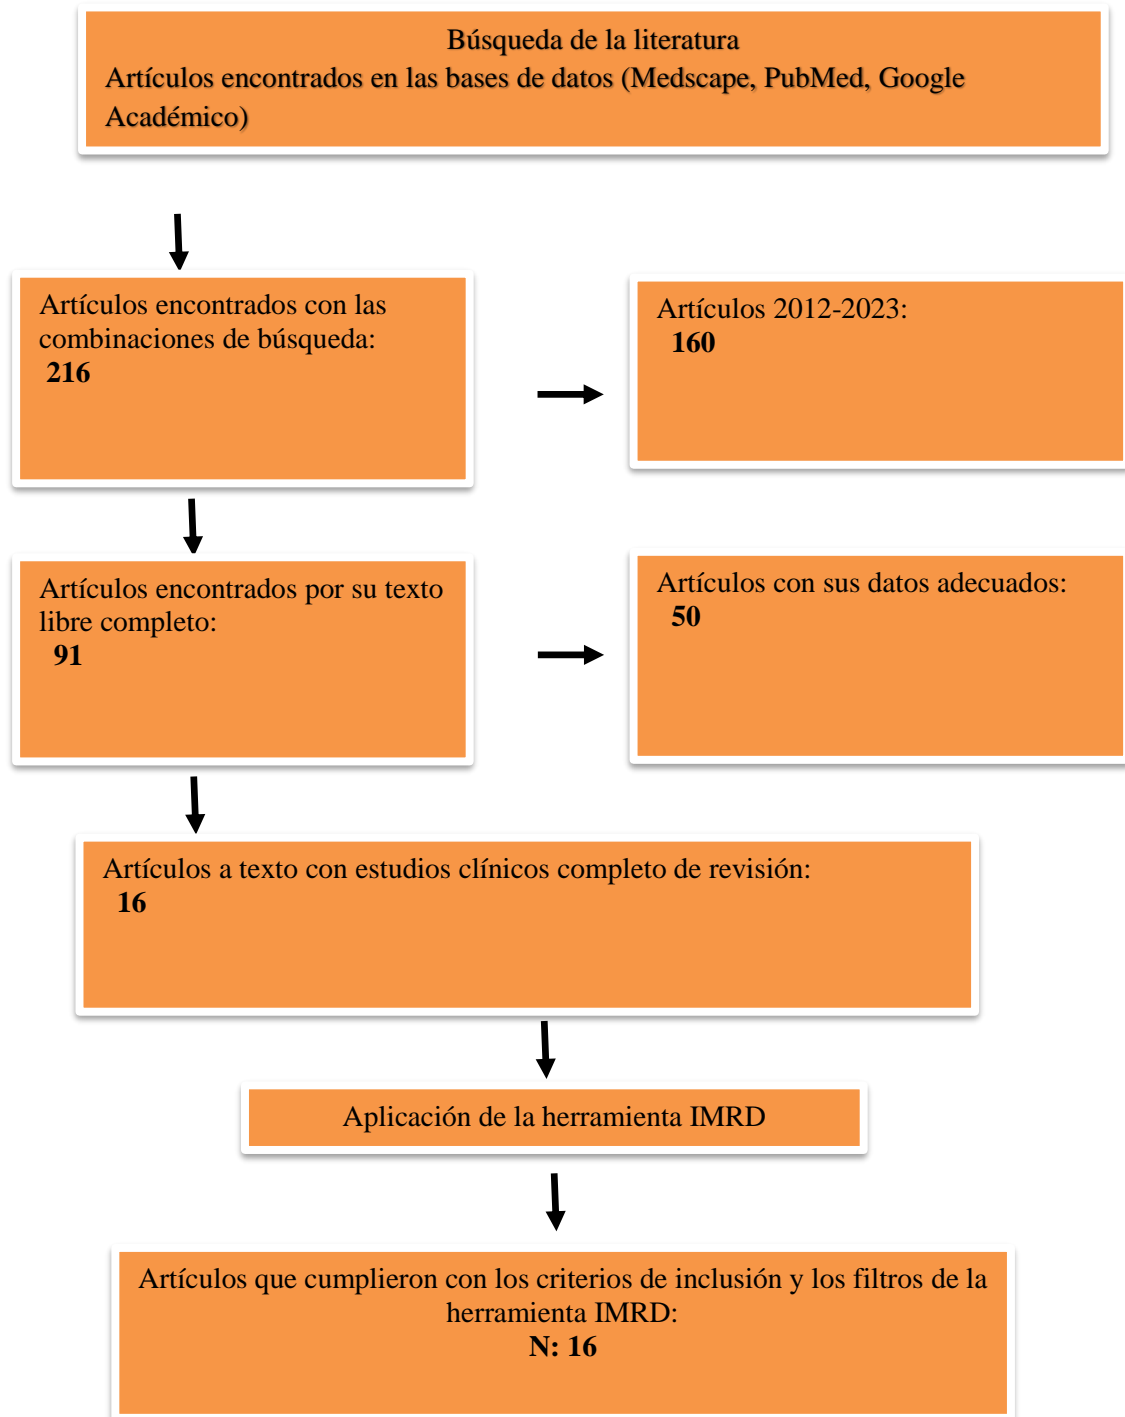 Búsqueda de la literatura
Artículos encontrados en las bases de datos (Medscape, PubMed, Google
Académico)
Artículos encontrados con las
combinaciones de búsqueda:
216
Artículos 2012-2023:
160
Artículos encontrados por su texto
libre completo:
91
Artículos con sus datos adecuados:
50
Artículos a texto con estudios clínicos completo de revisión:
16
Aplicación de la herramienta IMRD
Artículos que cumplieron con los criterios de inclusión y los filtros de la
herramienta IMRD:
N: 16